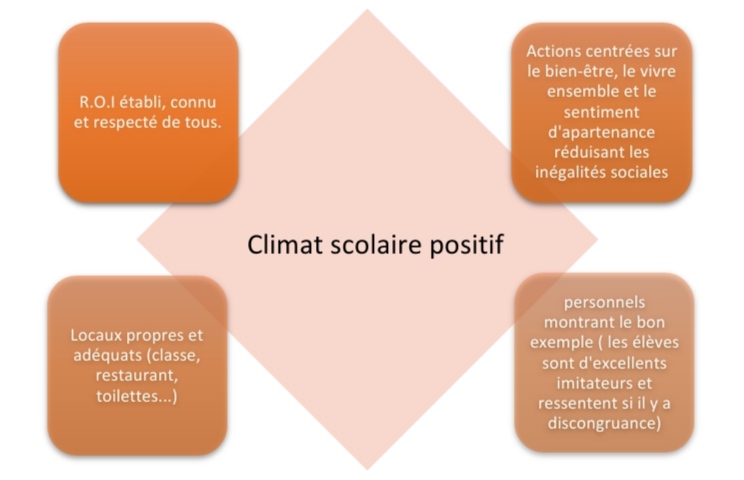 R.O.I établi, connu
et respecté de tous.
Actions centrées sur
le bien-être, le vivre
ensemble et le
sentiment
d'apartenance
réduisant les
inégalités sociales
Climat scolaire positif
Locaux propres et
adéquats (classe,
restaurant,
toilettes...)
personnels
montrant le bon
exemple ( les élèves
sont d'excellents
imitateurs et
ressentent si il y a
discongruance)